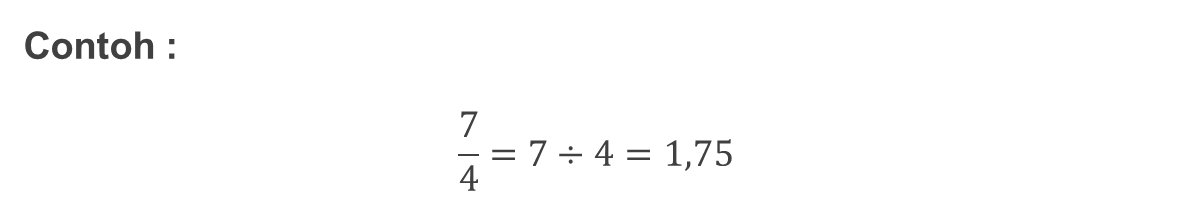 Contoh :
7/4 = 7 ÷ 4 = 1,75